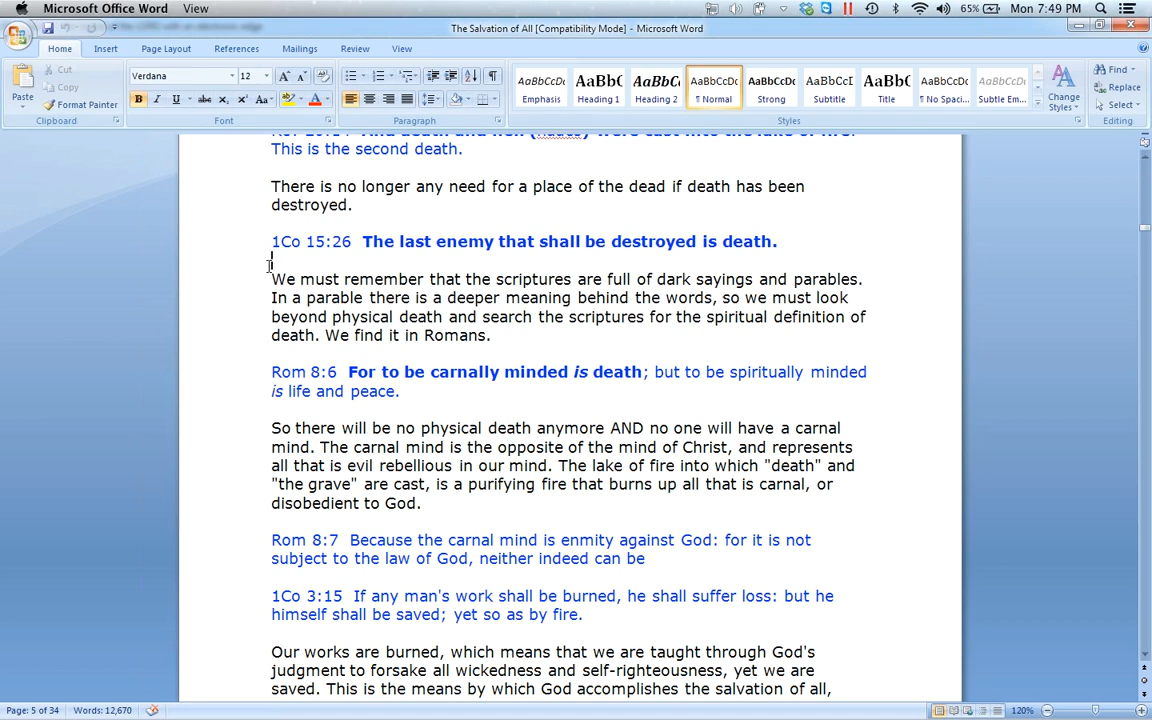 Microsoft Office Word View
65% Mon 7:49 PM
The Salvation of All [Compatibility Mode] - Microsoft Word
Home Insert Page Layout References Mailings Review View
Paste
Cut
Copy
Format Painter
Clipboard
Verdana 12
Font
Paragraph
AaBbCcDc AaBbC AaBbCc AaBbCcDc AaBbCcDc AaBbCcI AaBbC AaBbCcDc AaBbCcDc
Emphasis Heading 1 Heading 2 ¶ Normal Strong Subtitle Title ¶ No Spaci... Subtle Em...
Styles
Change
Styles
Find
Replace
Select
Editing
This is the second death.
There is no longer any need for a place of the dead if death has been
destroyed.
1Co 15:26 The last enemy that shall be destroyed is death.
We must remember that the scriptures are full of dark sayings and parables.
In a parable there is a deeper meaning behind the words, so we must look
beyond physical death and search the scriptures for the spiritual definition of
death. We find it in Romans.
Rom 8:6 For to be carnally minded is death; but to be spiritually minded
is life and peace.
So there will be no physical death anymore AND no one will have a carnal
mind. The carnal mind is the opposite of the mind of Christ, and represents
all that is evil rebellious in our mind. The lake of fire into which "death" and
"the grave" are cast, is a purifying fire that burns up all that is carnal, or
disobedient to God.
Rom 8:7 Because the carnal mind is enmity against God: for it is not
subject to the law of God, neither indeed can be
1Co 3:15 If any man's work shall be burned, he shall suffer loss: but he
himself shall be saved; yet so as by fire.
Our works are burned, which means that we are taught through God's
judgment to forsake all wickedness and self-righteousness, yet we are
saved. This is the means by which God accomplishes the salvation of all,
Page: 5 of 34 Words: 12,670 120%